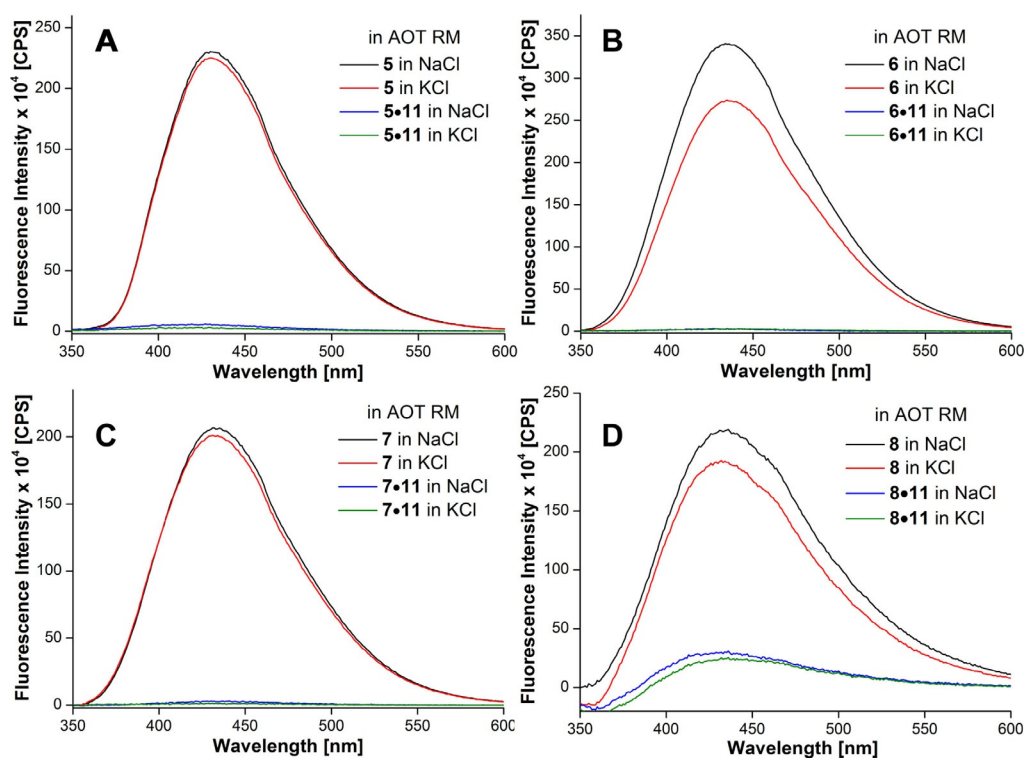 A
in AOT RM
5 in NaCl
5 in KCl
5•11 in NaCl
5•11 in KCl
Fluorescence Intensity x 10⁴ [CPS]
250
200
150
100
50
0
350 400 450 500 550 600
Wavelength [nm]
B
in AOT RM
6 in NaCl
6 in KCl
6•11 in NaCl
6•11 in KCl
Fluorescence Intensity x 10⁴ [CPS]
350
300
250
200
150
100
50
0
350 400 450 500 550 600
Wavelength [nm]
C
in AOT RM
7 in NaCl
7 in KCl
7•11 in NaCl
7•11 in KCl
Fluorescence Intensity x 10⁴ [CPS]
200
150
100
50
0
350 400 450 500 550 600
Wavelength [nm]
D
in AOT RM
8 in NaCl
8 in KCl
8•11 in NaCl
8•11 in KCl
Fluorescence Intensity x 10⁴ [CPS]
250
200
150
100
50
0
350 400 450 500 550 600
Wavelength [nm]